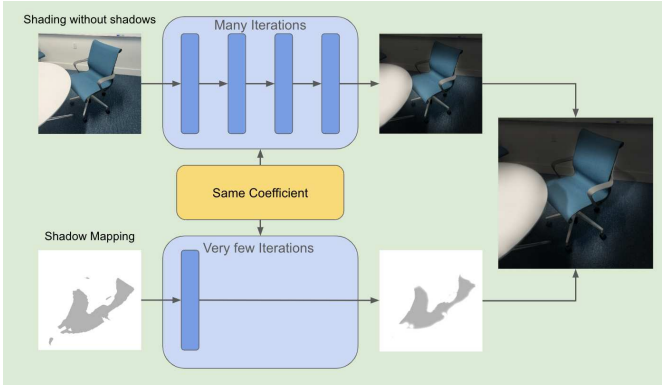 Shading without shadows
Many Iterations
Same Coefficient
Shadow Mapping
Very few Iterations